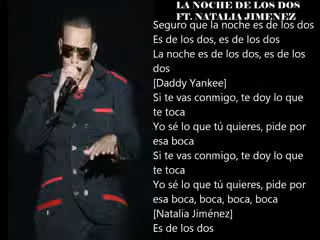 LA NOCHE DE LOS DOS
FT. NATALIA JIMENEZ
Seguro que la noche es de los dos
Es de los dos, es de los dos
La noche es de los dos, es de los
dos
[Daddy Yankee]
Si te vas conmigo, te doy lo que
te toca
Yo sé lo que tú quieres, pide por
esa boca
Si te vas conmigo, te doy lo que
te toca
Yo sé lo que tú quieres, pide por
esa boca, boca, boca, boca
[Natalia Jiménez]
Es de los dos